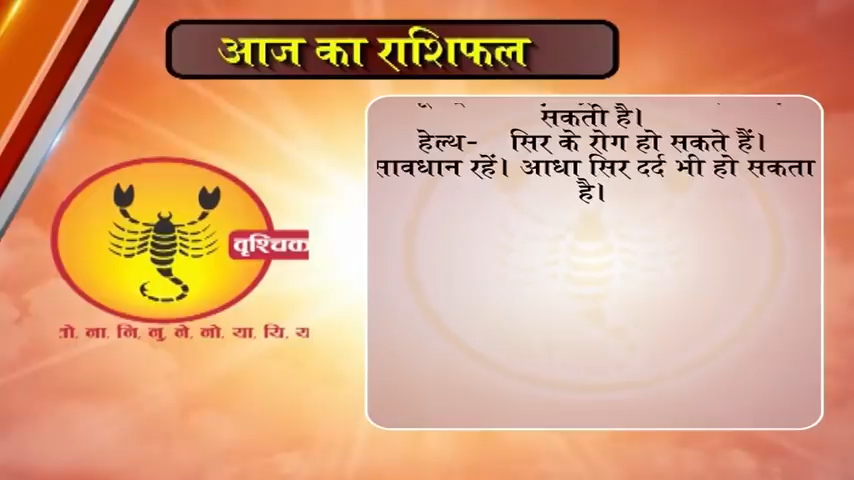 आज का राशिफल
सकती है।
हेल्थ- सिर के रोग हो सकते हैं।
सावधान रहें। आधा सिर दर्द भी हो सकता
है।
वृश्चिक
ना. नि. नु. ने. नो. या. यि.